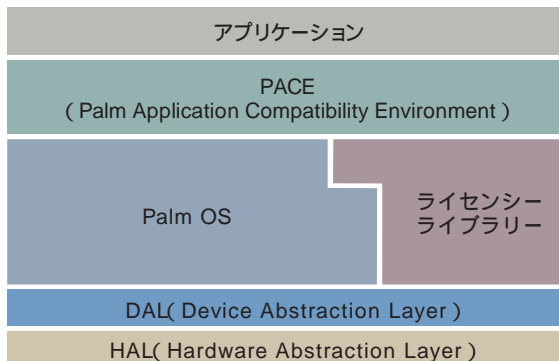 アプリケーション
PACE
( Palm Application Compatibility Environment )
Palm OS
ライセンシー
ライブラリー
DAL( Device Abstraction Layer )
HAL( Hardware Abstraction Layer )